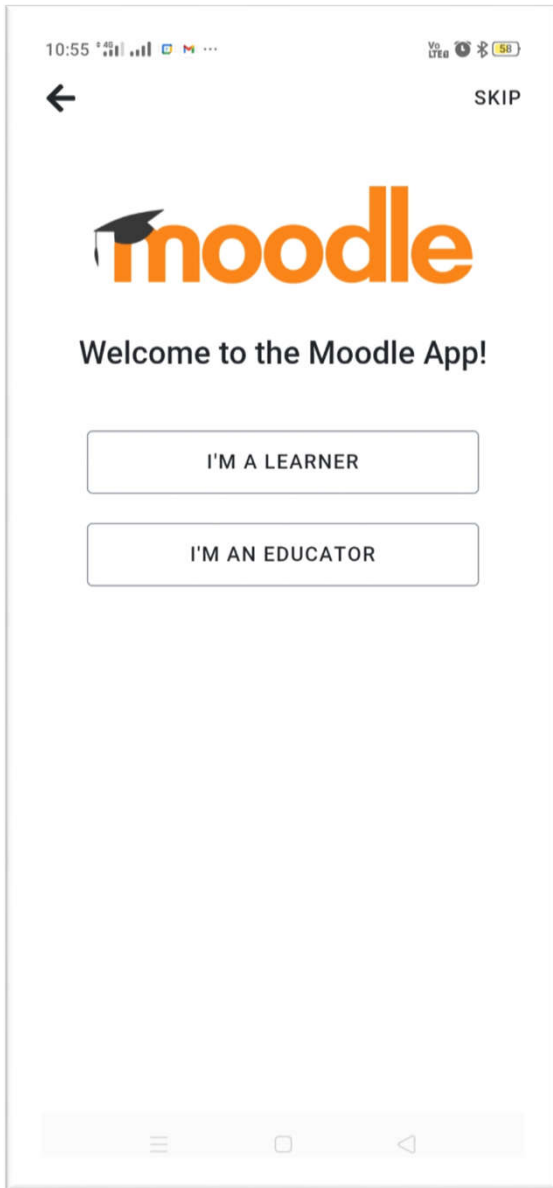 10:55
58
SKIP
moodle
Welcome to the Moodle App!
I'M A LEARNER
I'M AN EDUCATOR